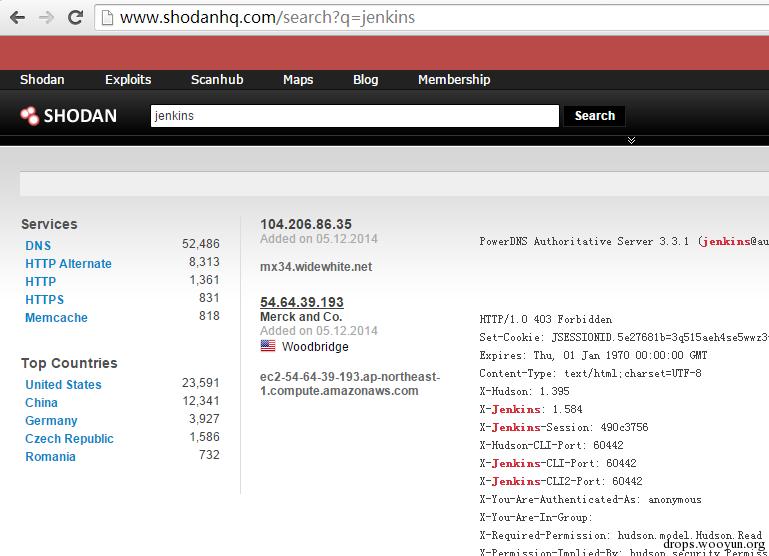 www.shodanhq.com/search?q=jenkins
Shodan Exploits Scanhub Maps Blog Membership
SHODAN jenkins Search
Services
DNS 52,486
HTTP Alternate 8,313
HTTP 1,361
HTTPS 831
Memcache 818
Top Countries
United States 23,591
China 12,341
Germany 3,927
Czech Republic 1,586
Romania 732
104.206.86.35
Added on 05.12.2014
mx34.widewhite.net
54.64.39.193
Merck and Co.
Added on 05.12.2014
Woodbridge
ec2-54-64-39-193.ap-northeast-
1.compute.amazonaws.com
PowerDNS Authoritative Server 3.3.1 (jenkins@au
HTTP/1.0 403 Forbidden
Set-Cookie: JSESSIONID.5e27681b=3q515aeh4se5wwz3
Expires: Thu, 01 Jan 1970 00:00:00 GMT
Content-Type: text/html;charset=UTF-8
X-Hudson: 1.395
X-Jenkins: 1.584
X-Jenkins-Session: 490c3756
X-Hudson-CLI-Port: 60442
X-Jenkins-CLI-Port: 60442
X-Jenkins-CLI2-Port: 60442
X-You-Are-Authenticated-As: anonymous
X-You-Are-In-Group:
X-Required-Permission: hudson.model.Hudson.Read
X-Permission-Implied-By: hudson.security.Permiss
drops.wooyun.org